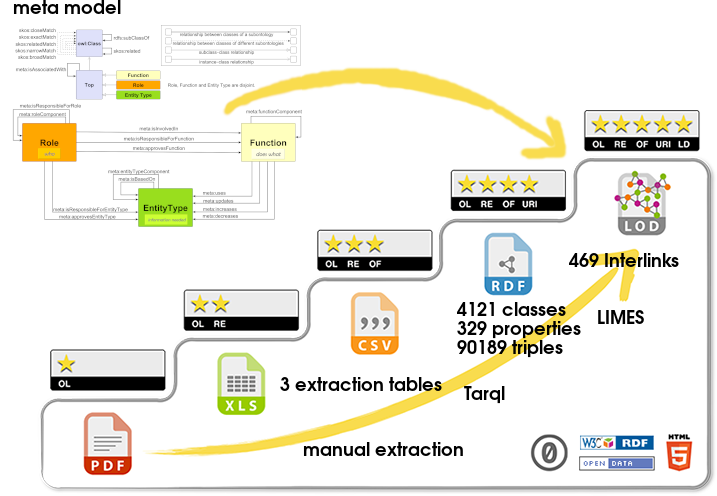 meta model
skos:closeMatch
skos:exactMatch
skos:relatedMatch
skos:narrowMatch
skos:broadMatch
owl:Class
rdfs:subClassOf
skos:related
relationship between classes of a subontology
relationship between classes of different subontologies
subclass-class relationship
instance-class relationship
meta:isAssociatedWith
Top
Function
Role
Entity Type
Role, Function and Entity Type are disjoint.
meta:isResponsibleForRole
meta:roleComponent
meta:functionComponent
Role
who
meta:isInvolvedIn
meta:isResponsibleForFunction
meta:approvesFunction
Function
does what
meta:entityTypeComponent
meta:isBasedOn
EntityType
information needed
meta:isResponsibleForEntityType
meta:approvesEntityType
meta:uses
meta:updates
meta:increases
meta:decreases
OL RE OF URI LD
OL RE OF URI
OL RE OF
OL RE
OL
LOD
469 Interlinks
RDF
4121 classes
329 properties
90189 triples
LIMES
CSV
XLS
3 extraction tables
Tarql
PDF
manual extraction
0
W3C RDF
OPEN DATA
HTML
5